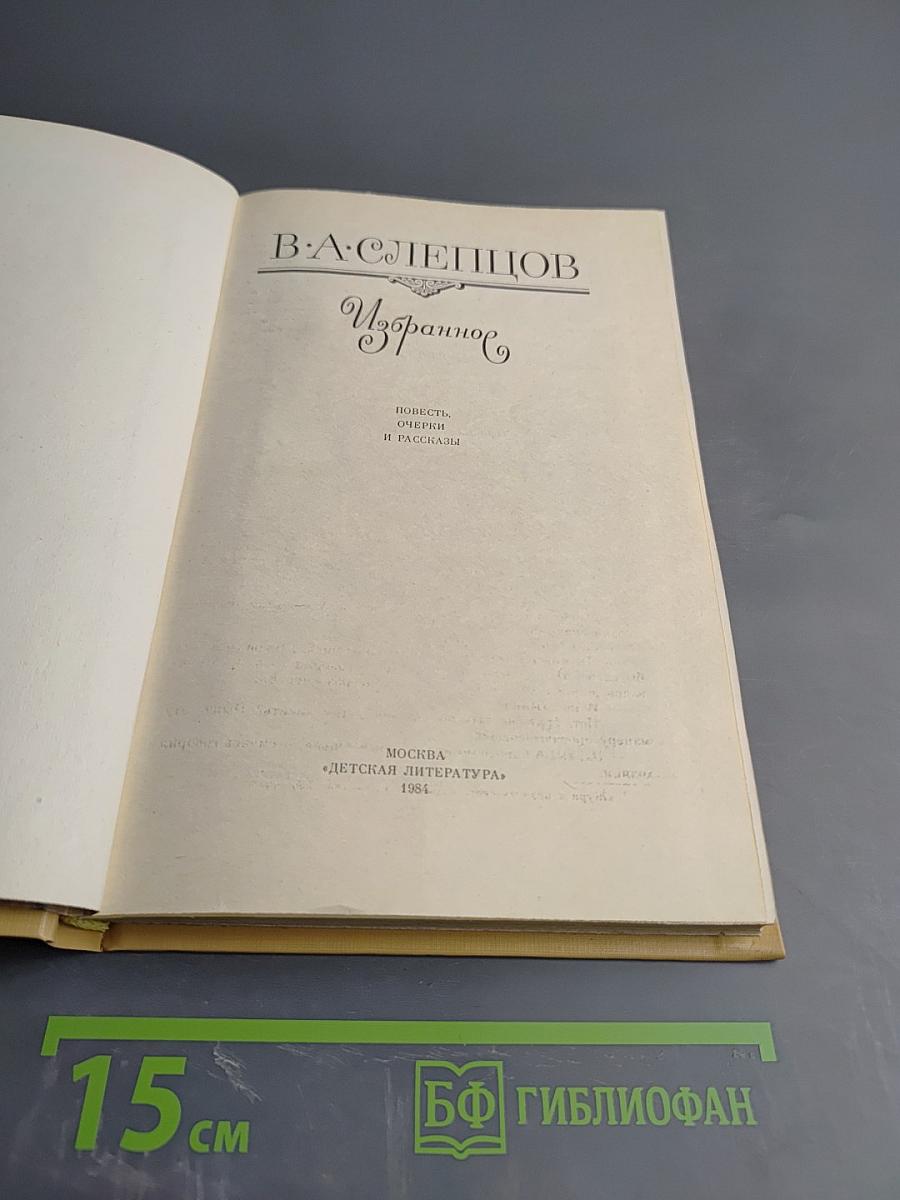 В·А·СЛЕПЦОВ
Избранное
ПОВЕСТЬ,
ОЧЕРКИ
И РАССКАЗЫ
МОСКВА
«ДЕТСКАЯ ЛИТЕРАТУРА»
1984
15 см
БФ ГИБЛИОФАН